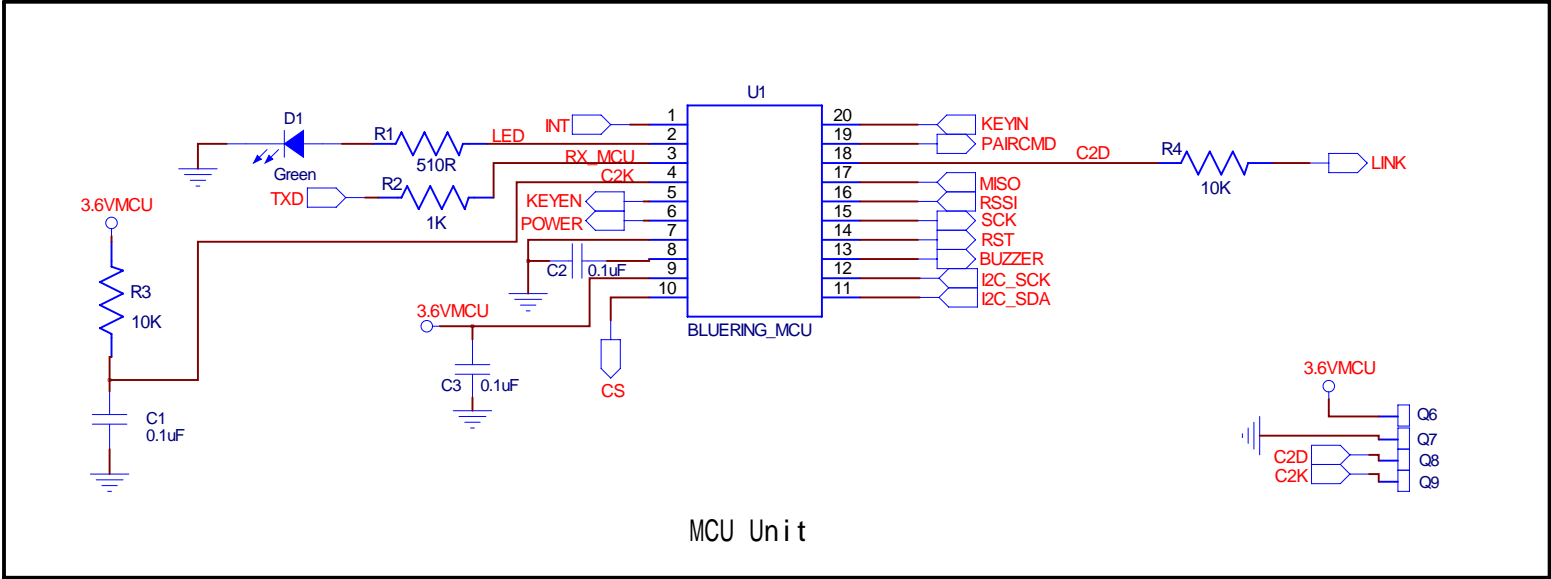 U1
1
20
INT
KEYIN
D1
R1
LED
2
19
PAIRCMD
510R
Green
RX_MCU
3
18
C2D
R4
10K
LINK
R2
C2K
4
17
MISO
TXD
1K
KEYEN
5
16
RSSI
3.6VMCU
POWER
6
15
SCK
7
14
RST
8
13
BUZZER
C2
0.1uF
9
12
I2C_SCK
R3
10K
10
11
I2C_SDA
3.6VMCU
BLUERING_MCU
C3
0.1uF
CS
3.6VMCU
C1
0.1uF
Q6
Q7
C2D
Q8
C2K
Q9
MCU Unit